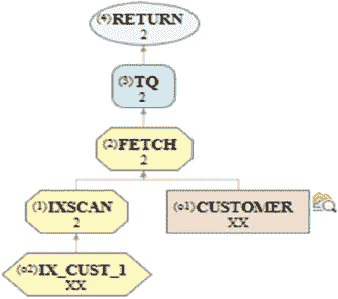 (4)RETURN
2
(3)TQ
2
(2)FETCH
2
(1)IXSCAN
2
(o1)CUSTOMER
XX
(o2)IX_CUST_1
XX